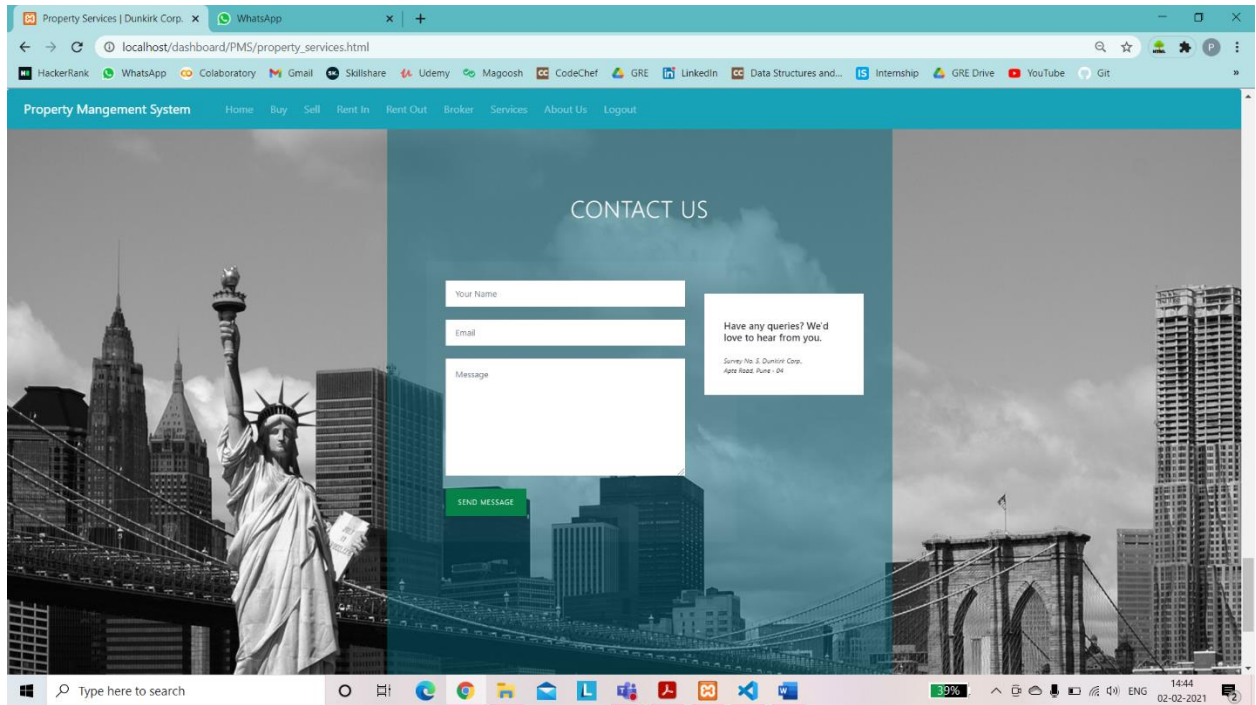 Property Services | Dunkirk Corp.
WhatsApp
localhost/dashboard/PMS/property_services.html
HackerRank WhatsApp Colaboratory Gmail Skillshare Udemy Magoosh CodeChef GRE LinkedIn Data Structures and... Internship GRE Drive YouTube Git
Property Mangement System Home Buy Sell Rent In Rent Out Broker Services About Us Logout
CONTACT US
Your Name
Email
Message
SEND MESSAGE
Have any queries? We'd
love to hear from you.
Survey No. 5, Dunkirk Corp.,
Apte Road, Pune - 04
Type here to search
39%
ENG
14:44
02-02-2021